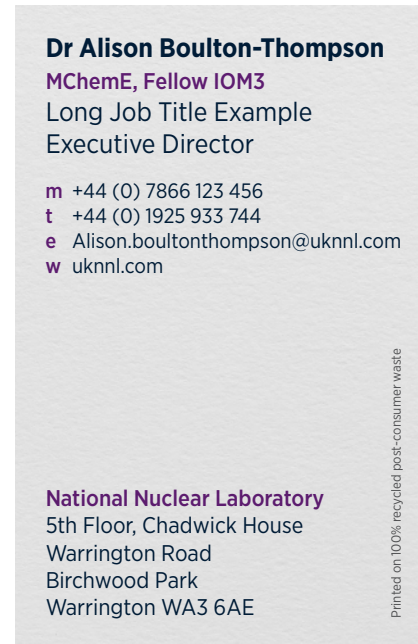 Dr Alison Boulton-Thompson
MChemE, Fellow IOM3
Long Job Title Example
Executive Director
m +44 (0) 7866 123 456
t +44 (0) 1925 933 744
e Alison.boultonthompson@uknnl.com
w uknnl.com
National Nuclear Laboratory
5th Floor, Chadwick House
Warrington Road
Birchwood Park
Warrington WA3 6AE
Printed on 100% recycled post-consumer waste